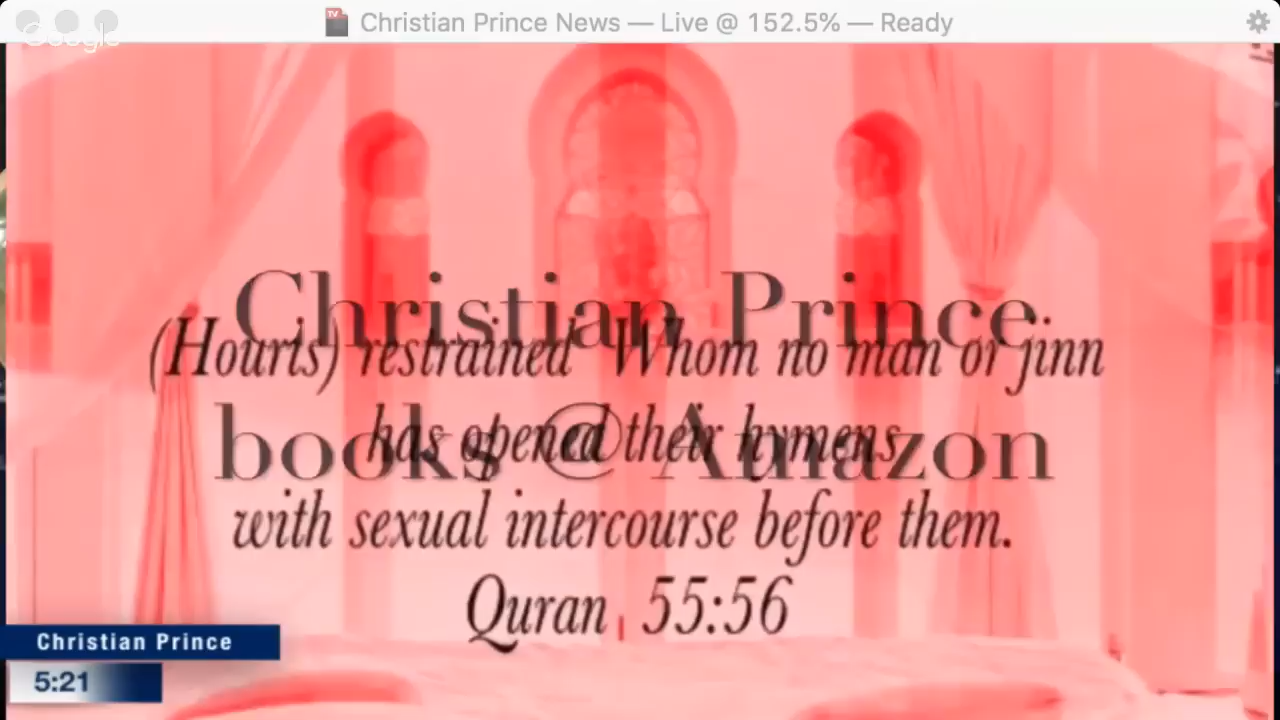 Christian Prince News — Live @ 152.5% — Ready
Google
Christian Prince
(Houris) restrained Whom no man or jinn
books @ Amazon
has opened their hymens
with sexual intercourse before them.
Quran 55:56
Christian Prince
5:21